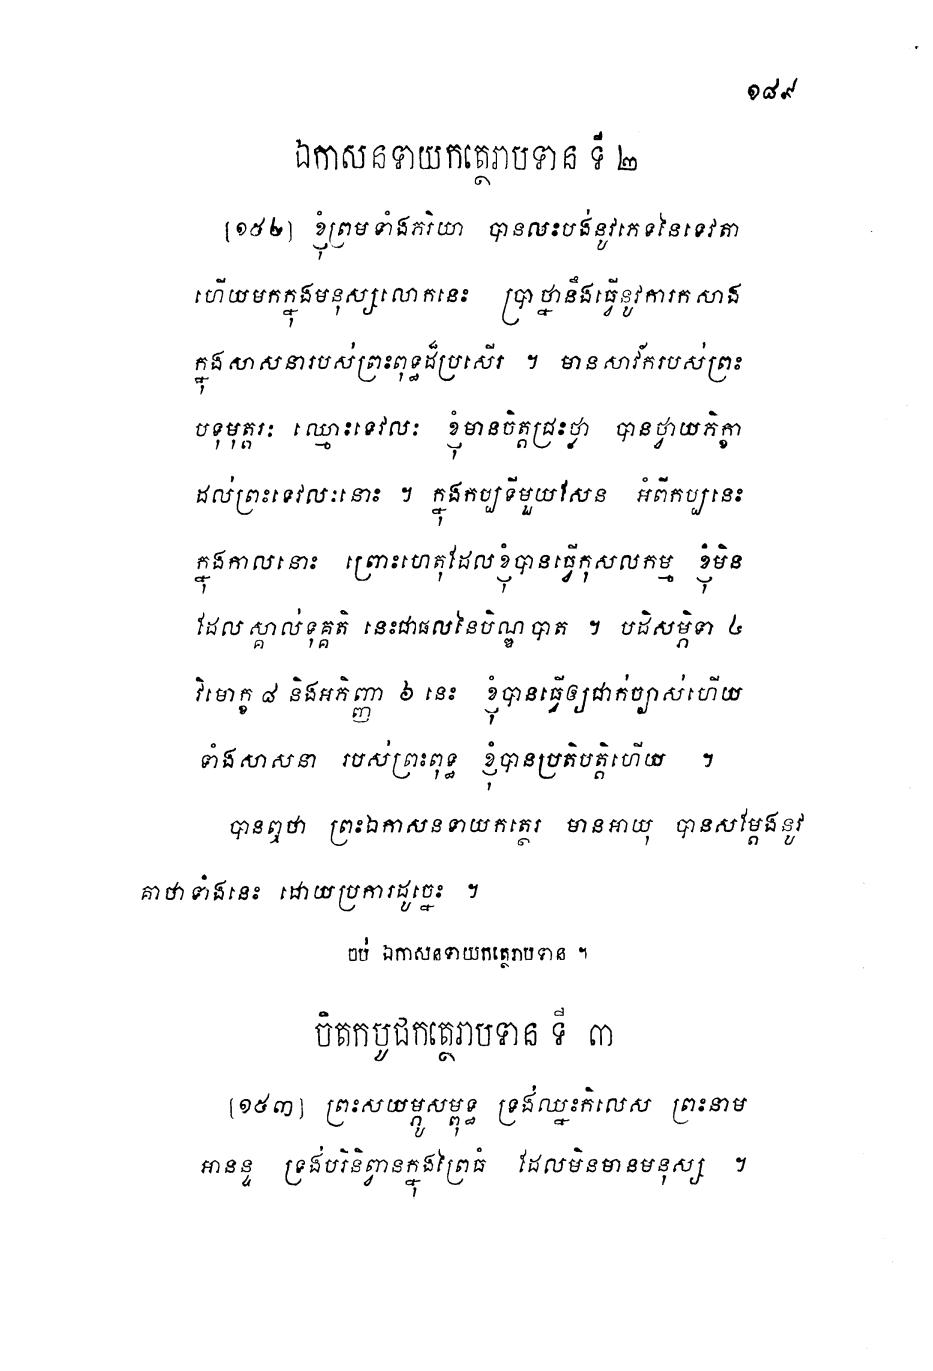 ១៨៩
ឯកាសនទាយកត្ថេរាបទាន ទី ២
[១៥២] ខ្ញុំព្រមទាំងភរិយា បានលះបង់នូវភេទនៃទេវតា
ហើយមកក្នុងមនុស្សលោកនេះ ប្រាថ្នានឹងធ្វើនូវការកសាង
ក្នុងសាសនារបស់ព្រះពុទ្ធដ៏ប្រសើរ ។ មានសាវ័ករបស់ព្រះ
បទុមុត្តរៈ ឈ្មោះទេវលៈ ខ្ញុំមានចិត្តជ្រះថ្លា បានថ្វាយភិក្ខា
ដល់ព្រះទេវលៈនោះ ។ ក្នុងកប្បទីមួយសែន អំពីកប្បនេះ
ក្នុងកាលនោះ ព្រោះហេតុដែលខ្ញុំបានធ្វើកុសលកម្ម ខ្ញុំមិន
ដែលស្គាល់ទុគ្គតិ នេះជាផលនៃបិណ្ឌបាត ។ បដិសម្ភិទា ៤
វិមោក្ខ ៨ និងអភិញ្ញា ៦ នេះ ខ្ញុំបានធ្វើឲ្យជាក់ច្បាស់ហើយ
ទាំងសាសនា របស់ព្រះពុទ្ធ ខ្ញុំបានប្រតិបត្តិហើយ ។
បានឮថា ព្រះឯកាសនទាយកត្ថេរ មានអាយុ បានសម្តែងនូវ
គាថាទាំងនេះ ដោយប្រការដូច្នេះ ។
ចប់ ឯកាសនទាយកត្ថេរាបទាន ។
ចិតកបូជកត្ថេរាបទាន ទី ៣
[១៥៣] ព្រះសយម្ភូសម្ពុទ្ធ ទ្រង់ឈ្នះកិលេស ព្រះនាម
អានន្ទ ទ្រង់បរិនិព្វានក្នុងព្រៃធំ ដែលមិនមានមនុស្ស ។